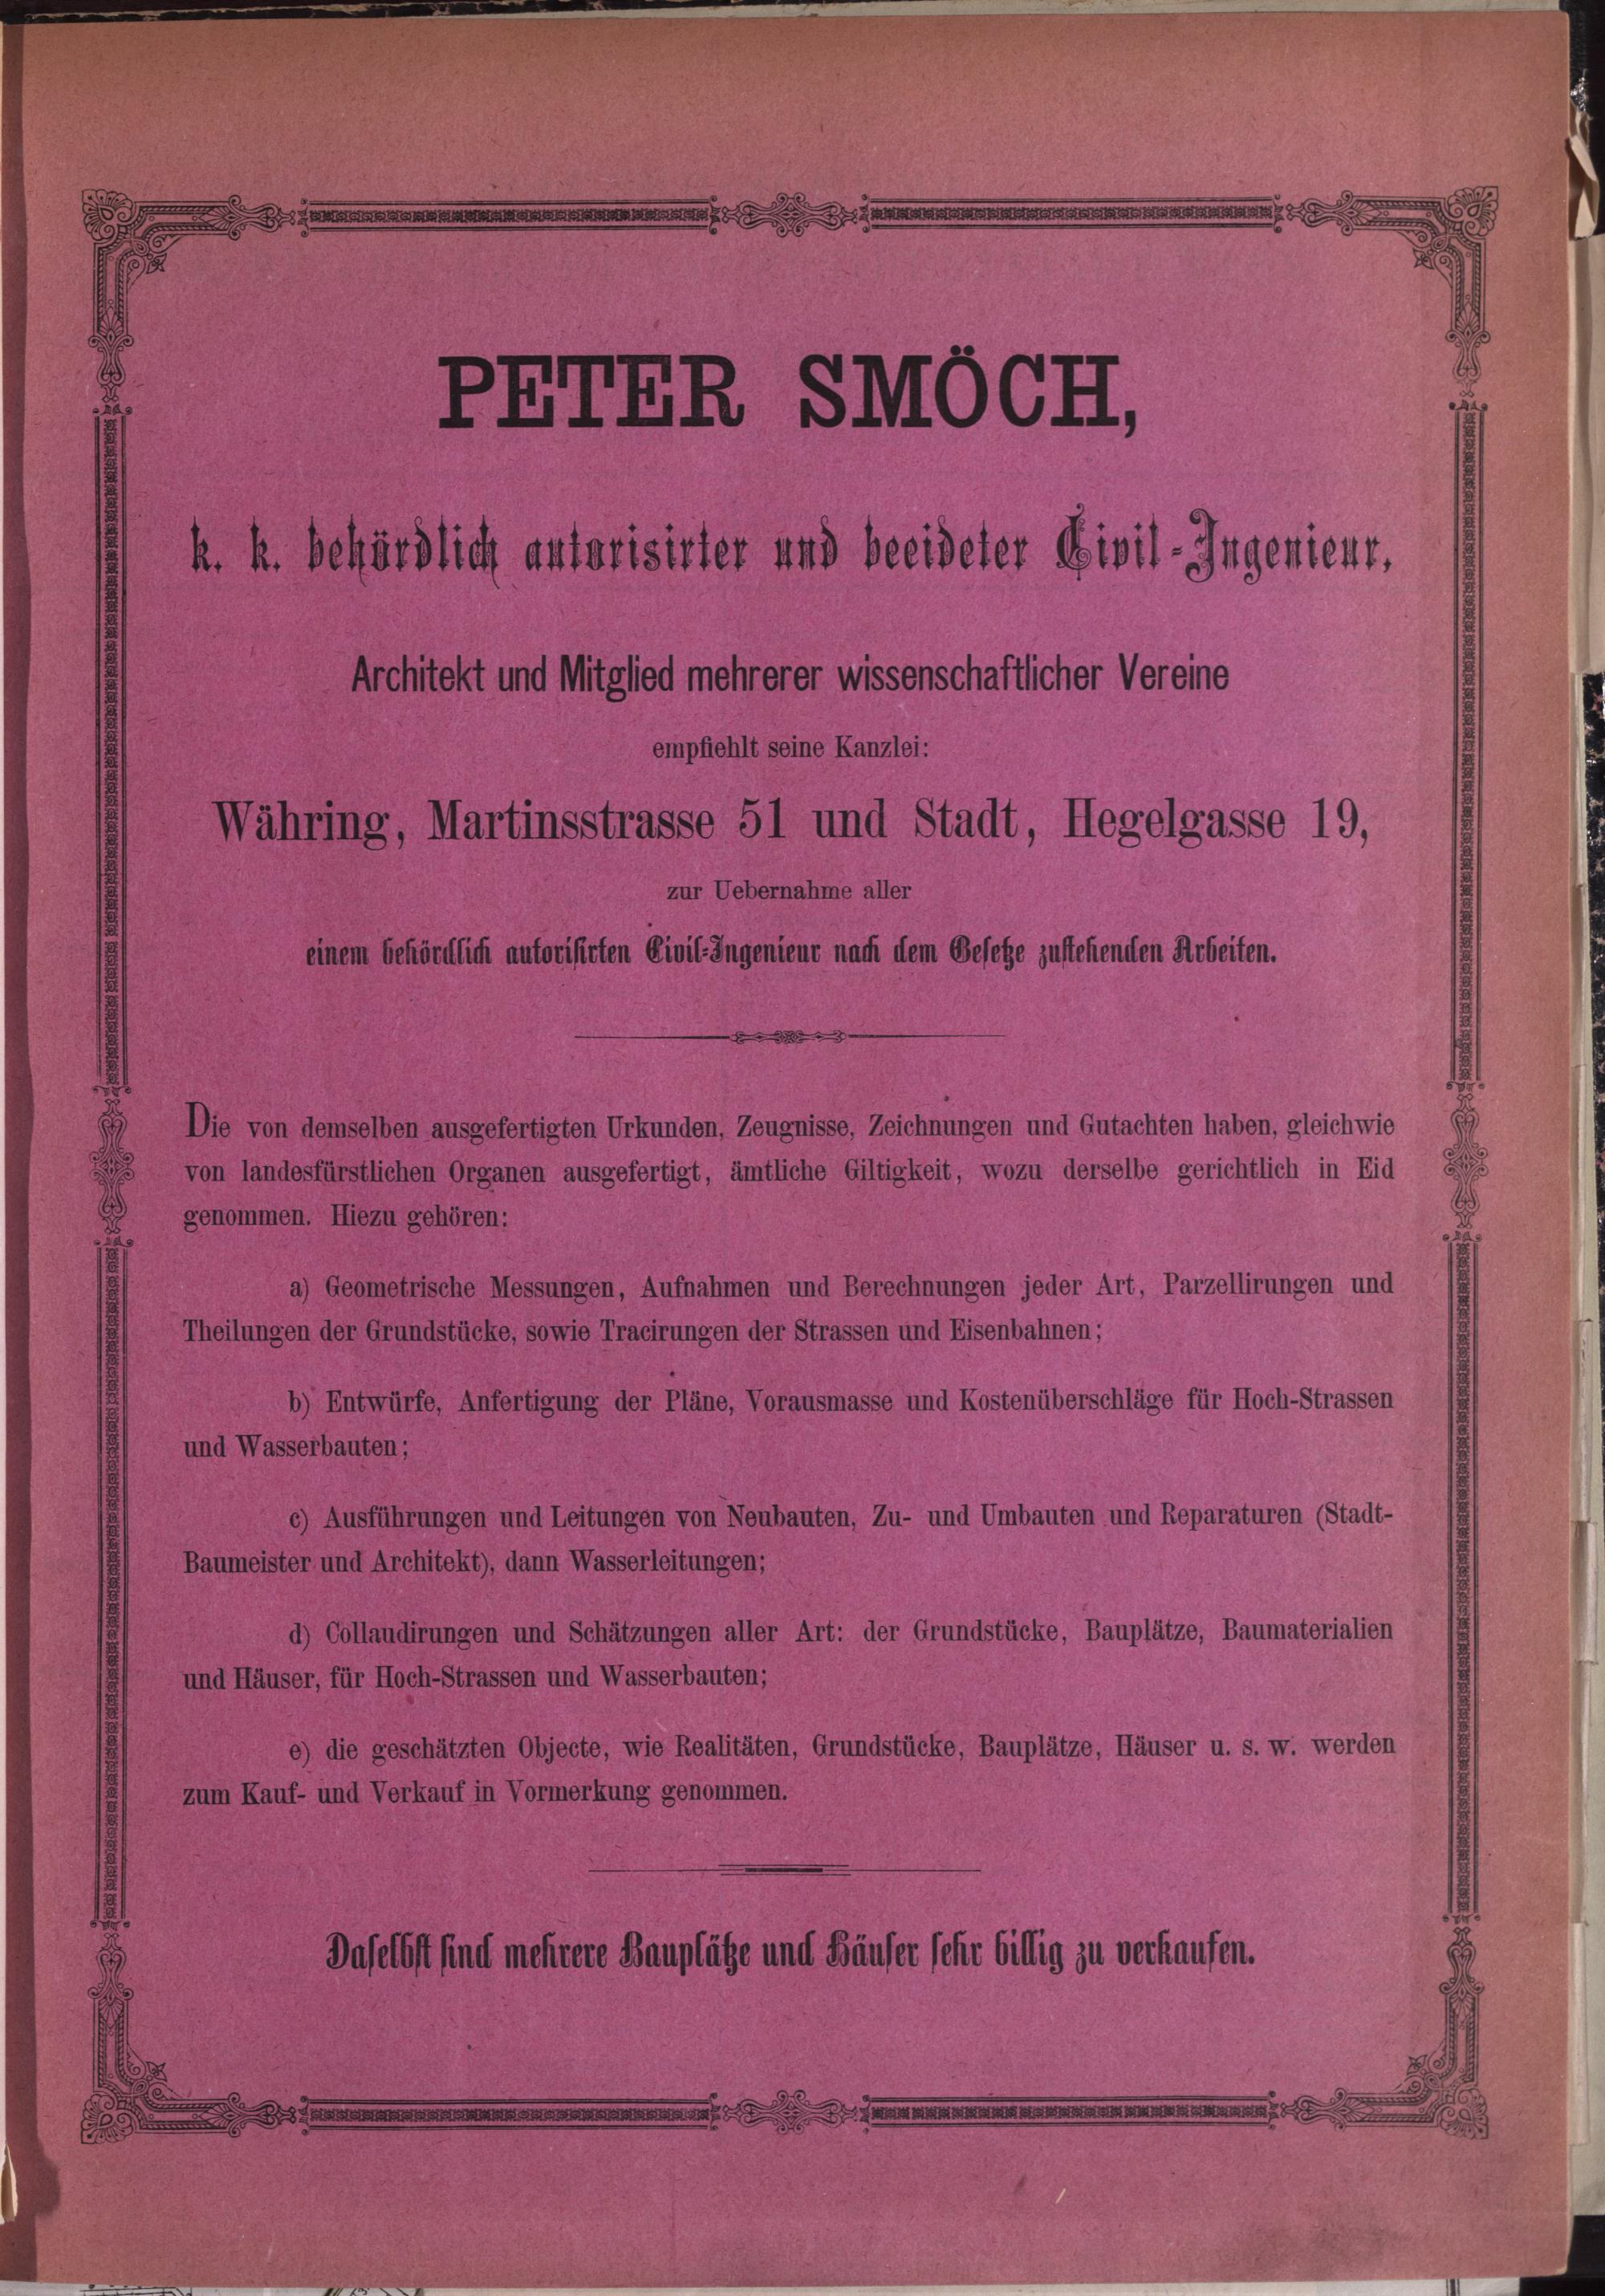 PETER SMÖCH,
k. k. behördlich autorisirter und beeideter Civil-Ingenieur,
Architekt und Mitglied mehrerer wissenschaftlicher Vereine
empfiehlt seine Kanzlei:
Währing, Martinsstrasse 51 und Stadt, Hegelgasse 19,
zur Uebernahme aller
einem behördlich autoriſirten Civil-Ingenieur nach dem Geſetze zuſtehenden Arbeiten.
Die von demselben ausgefertigten Urkunden, Zeugnisse, Zeichnungen und Gutachten haben, gleichwie
von landesfürstlichen Organen ausgefertigt, ämtliche Giltigkeit, wozu derselbe gerichtlich in Eid
genommen. Hiezu gehören:
a) Geometrische Messungen, Aufnahmen und Berechnungen jeder Art, Parzellirungen und
Theilungen der Grundstücke, sowie Tracirungen der Strassen und Eisenbahnen;
b) Entwürfe, Anfertigung der Pläne, Vorausmasse und Kostenüberschläge für Hoch-Strassen
und Wasserbauten;
c) Ausführungen und Leitungen von Neubauten, Zu- und Umbauten und Reparaturen (Stadt-
Baumeister und Architekt), dann Wasserleitungen;
d) Collaudirungen und Schätzungen aller Art: der Grundstücke, Bauplätze, Baumaterialien
und Häuser, für Hoch-Strassen und Wasserbauten;
e) die geschätzten Objecte, wie Realitäten, Grundstücke, Bauplätze, Häuser u. s. w. werden
zum Kauf- und Verkauf in Vormerkung genommen.
Daſelbſt ſind mehrere Bauplätze und Häuſer ſehr billig zu verkaufen.